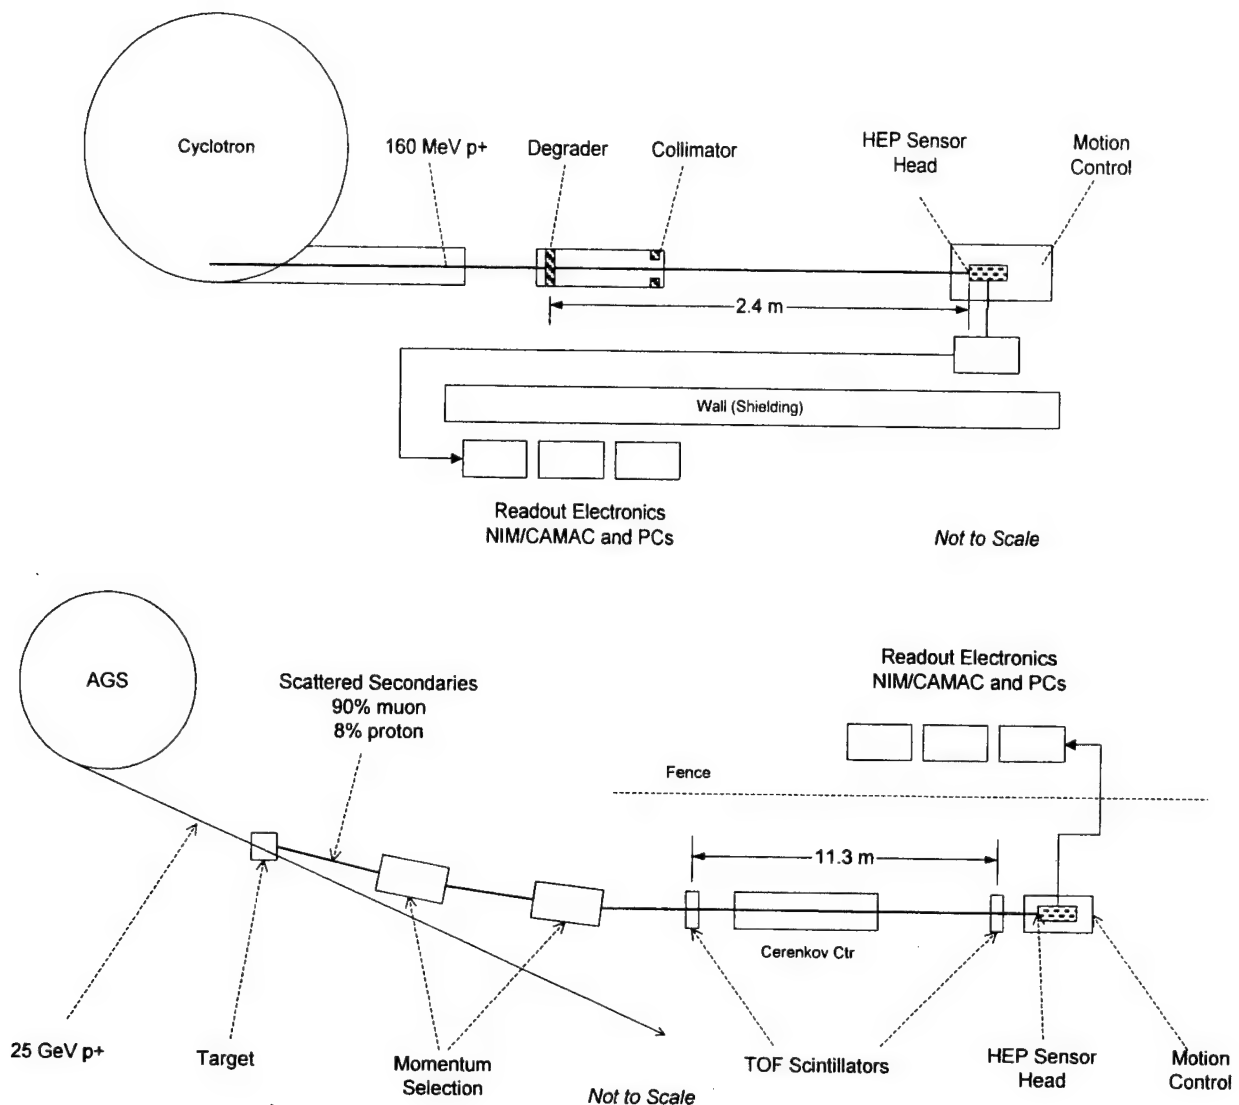 Cyclotron
160 MeV p+
Degrader
Collimator
HEP Sensor
Head
Motion
Control
2.4 m
Wall (Shielding)
Readout Electronics
NIM/CAMAC and PCs
Not to Scale
AGS
Scattered Secondaries
90% muon
8% proton
Readout Electronics
NIM/CAMAC and PCs
Fence
11.3 m
Cerenkov Ctr
25 GeV p+
Target
Momentum
Selection
TOF Scintillators
HEP Sensor
Head
Motion
Control
Not to Scale